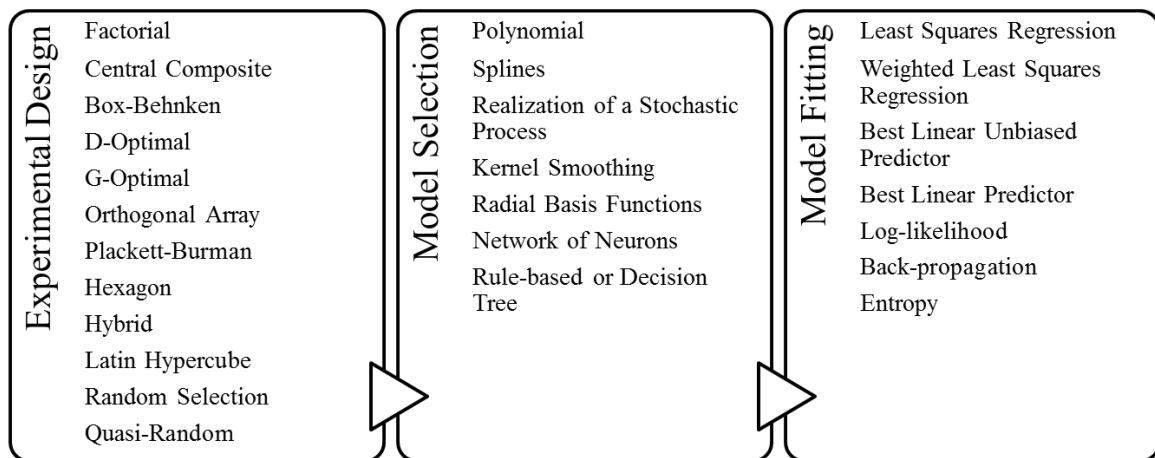 Experimental Design
Factorial
Central Composite
Box-Behnken
D-Optimal
G-Optimal
Orthogonal Array
Plackett-Burman
Hexagon
Hybrid
Latin Hypercube
Random Selection
Quasi-Random
Model Selection
Polynomial
Splines
Realization of a Stochastic
Process
Kernel Smoothing
Radial Basis Functions
Network of Neurons
Rule-based or Decision
Tree
Model Fitting
Least Squares Regression
Weighted Least Squares
Regression
Best Linear Unbiased
Predictor
Best Linear Predictor
Log-likelihood
Back-propagation
Entropy